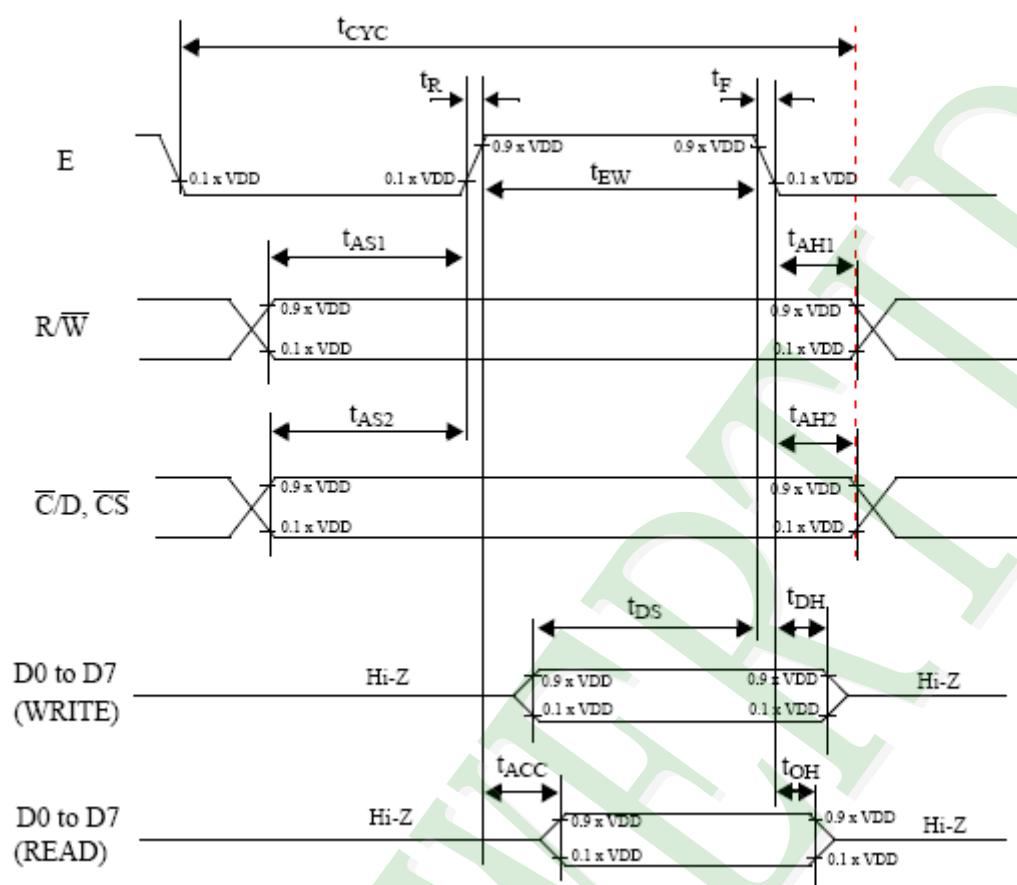 tCYC
tR tF
E 0.1 x VDD 0.1 x VDD 0.9 x VDD tEW 0.9 x VDD 0.1 x VDD
tAS1 tAH1
R/W̅ 0.9 x VDD 0.9 x VDD
0.1 x VDD 0.1 x VDD
tAS2 tAH2
C̅/D, C̅S̅ 0.9 x VDD 0.9 x VDD
0.1 x VDD 0.1 x VDD
tDS tDH
D0 to D7 Hi-Z 0.9 x VDD 0.9 x VDD Hi-Z
(WRITE) 0.1 x VDD 0.1 x VDD
tACC tOH
D0 to D7 Hi-Z 0.9 x VDD 0.9 x VDD Hi-Z
(READ) 0.1 x VDD 0.1 x VDD